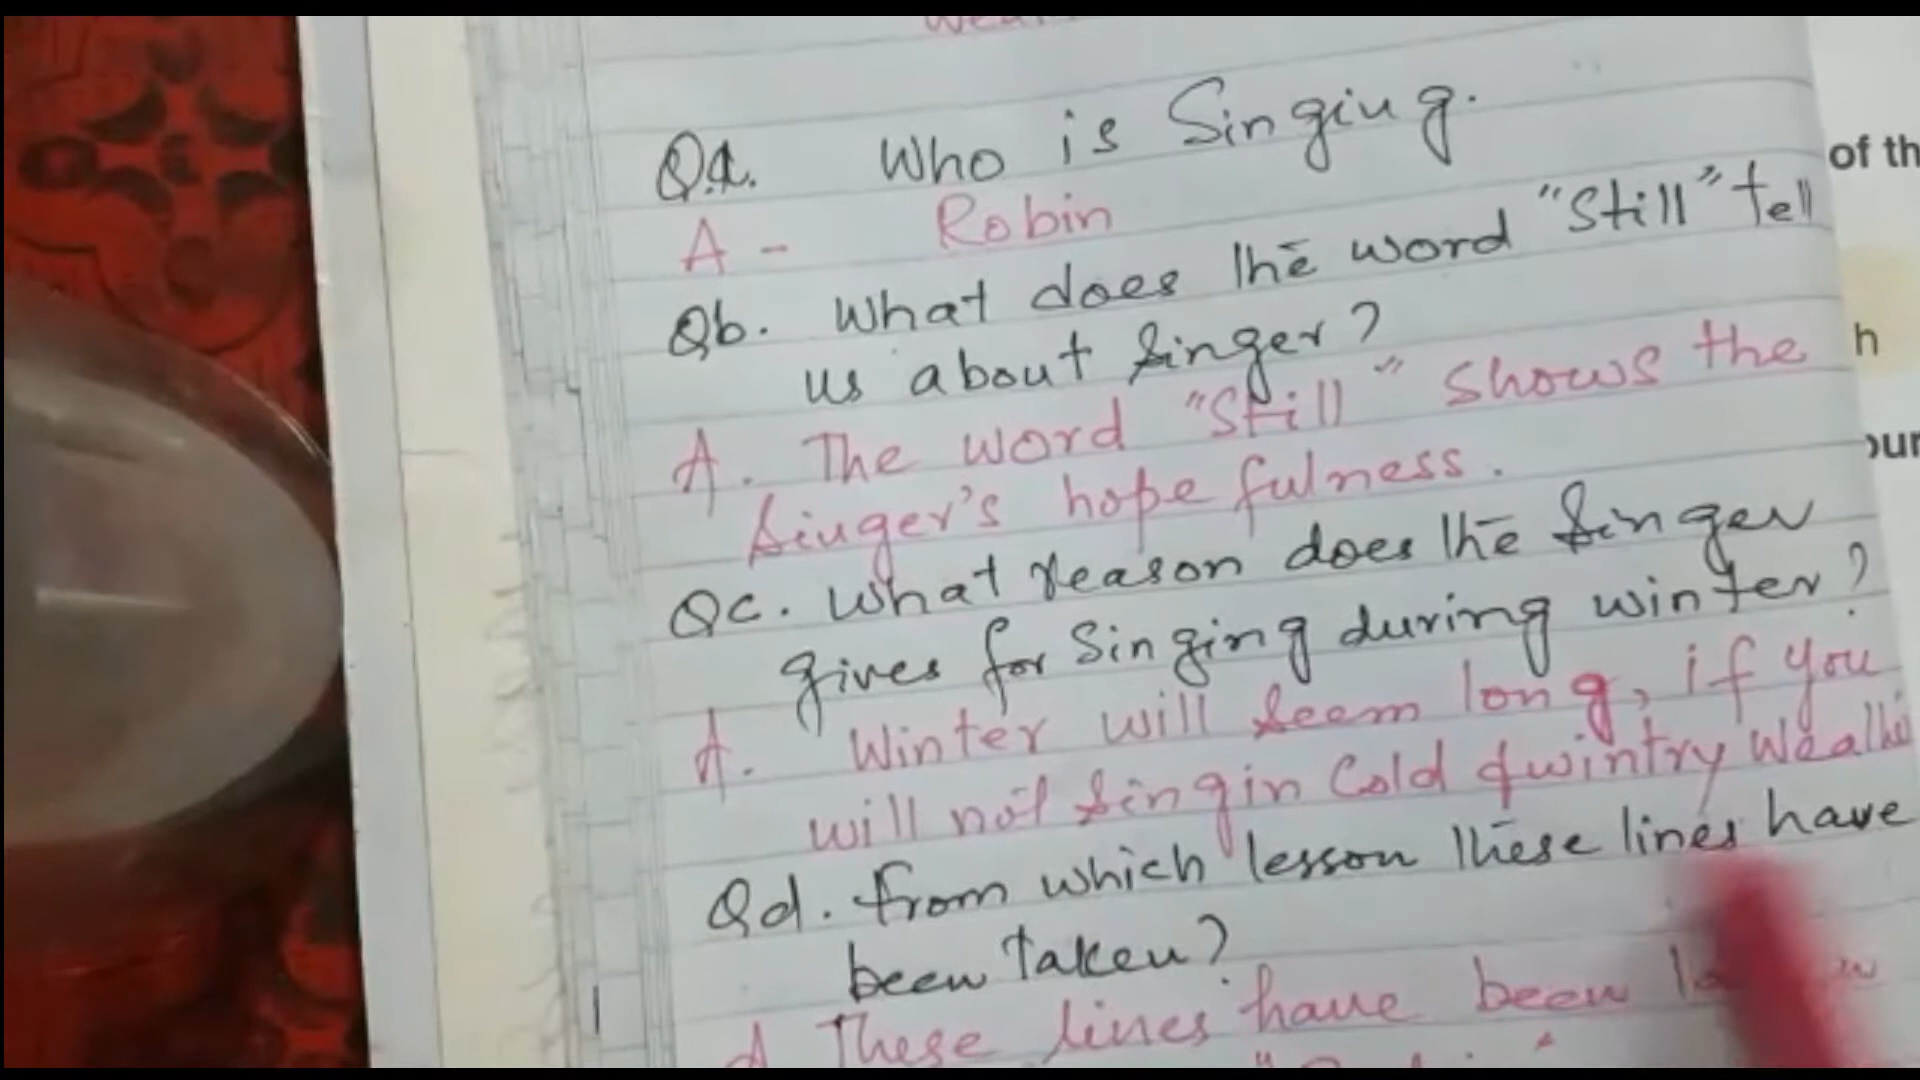 Qa. Who is Singing.
A - Robin
Qb. What does the word "Still" tell
us about singer?
A. The word "Still" shows the
singer's hopefulness.
Qc. What reason does the singer
gives for Singing during winter?
A. Winter will seem long, if you
will not sing in Cold & wintry
Qd. from which lesson these lines have
been taken?
A These lines have been
of th
h
our